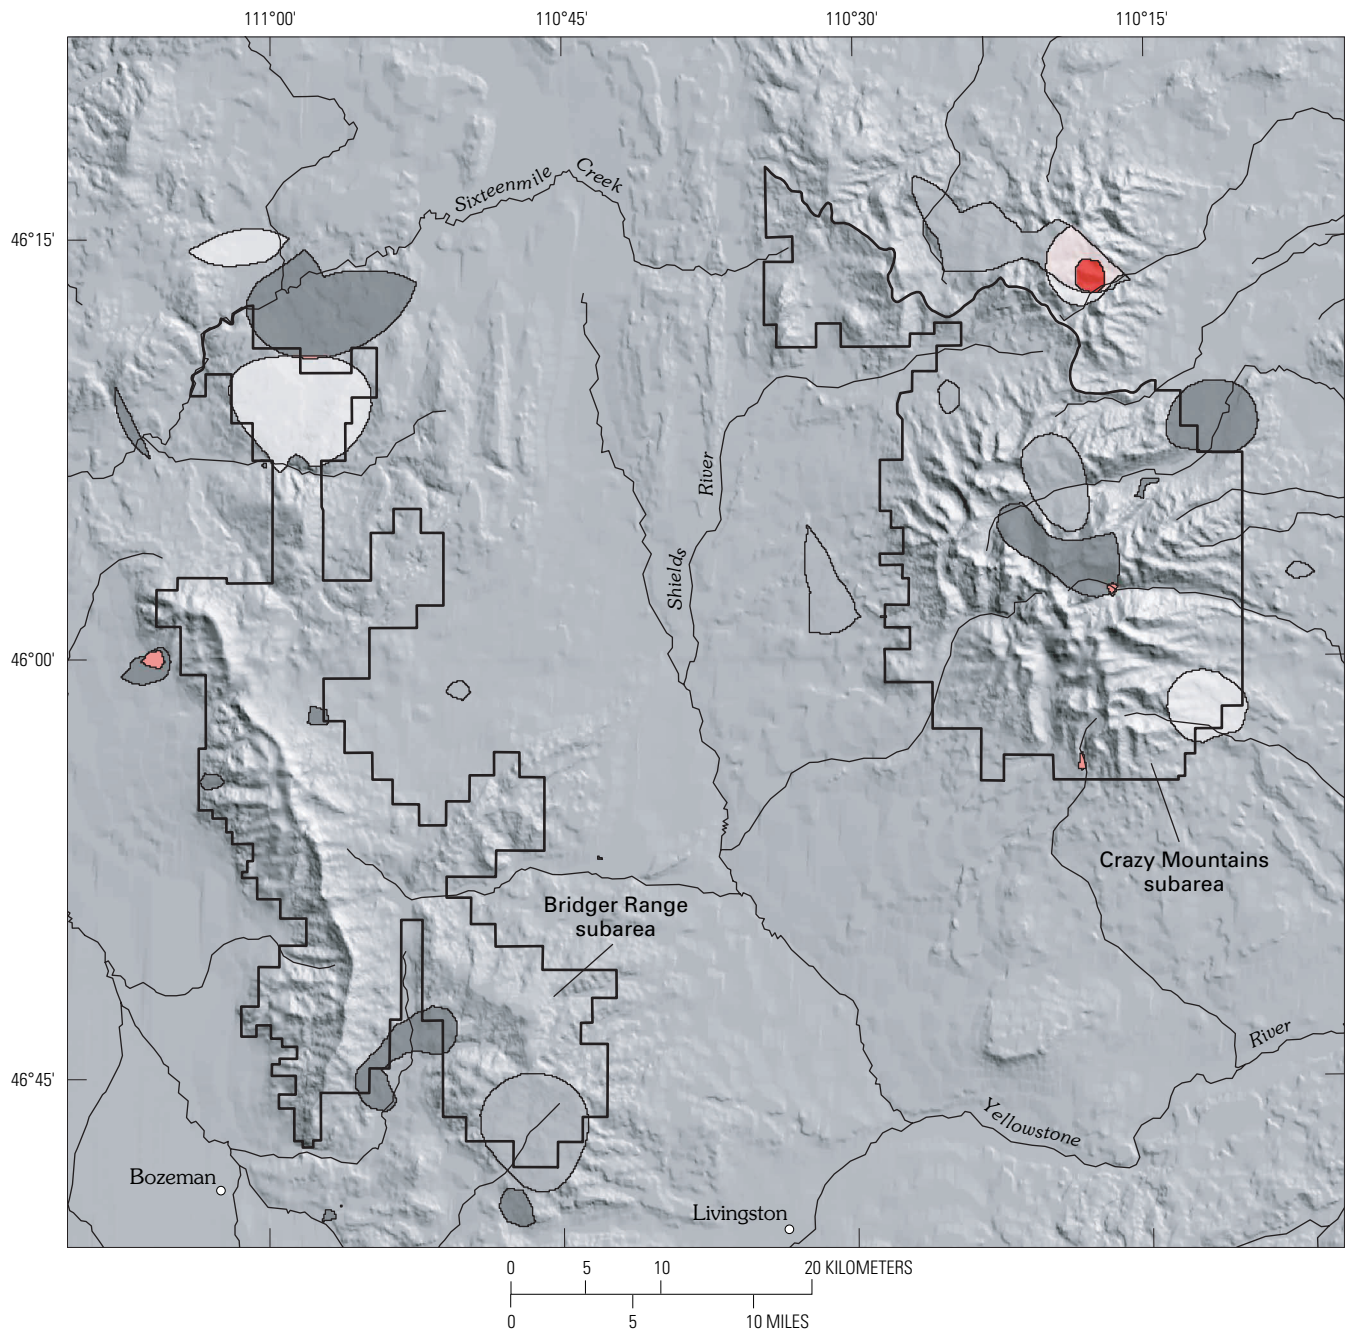 111°00'
110°45'
110°30'
110°15'
Sixteenmile Creek
46°15'
River
Shields
46°00'
Crazy Mountains
subarea
Bridger Range
subarea
River
46°45'
Yellowstone
Bozeman
Livingston
0 5 10 20 KILOMETERS
0 5 10 MILES